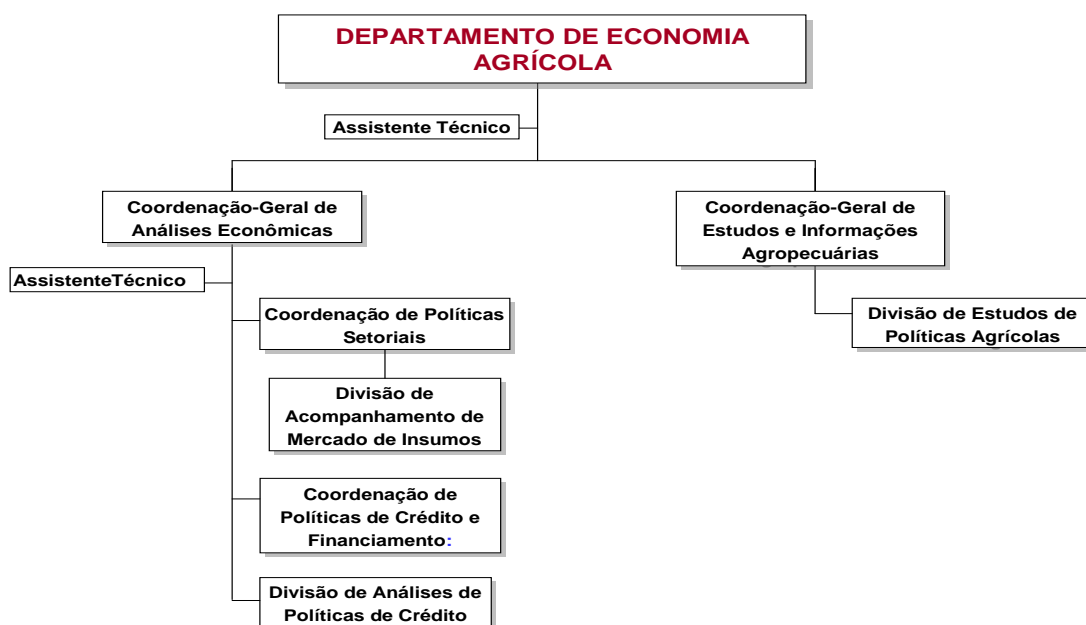 DEPARTAMENTO DE ECONOMIA
AGRÍCOLA
Assistente Técnico
Coordenação-Geral de
Análises Econômicas
Coordenação-Geral de
Estudos e Informações
Agropecuárias
AssistenteTécnico
Coordenação de Políticas
Setoriais
Divisão de Estudos de
Políticas Agrícolas
Divisão de
Acompanhamento de
Mercado de Insumos
Coordenação de
Políticas de Crédito e
Financiamento:
Divisão de Análises de
Políticas de Crédito